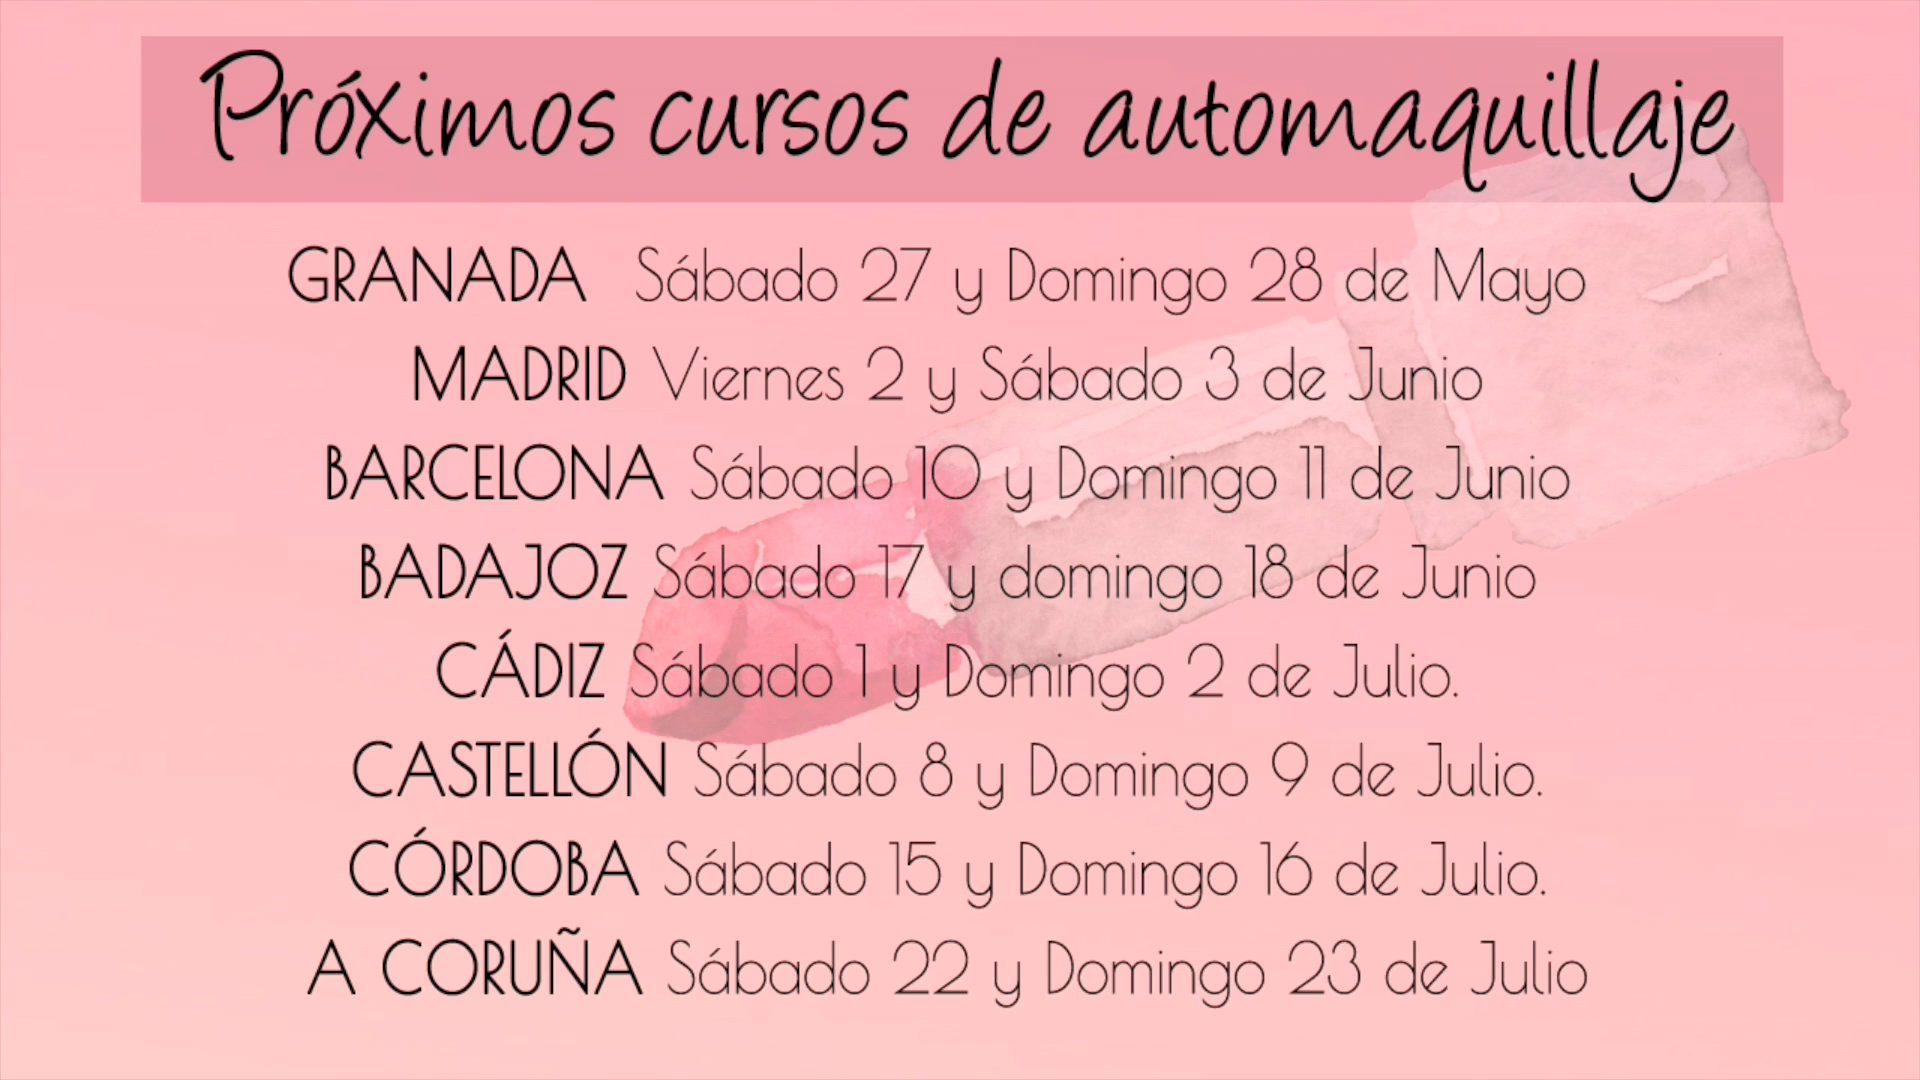 Próximos cursos de automaquillaje
GRANADA Sábado 27 y Domingo 28 de Mayo
MADRID Viernes 2 y Sábado 3 de Junio
BARCELONA Sábado 10 y Domingo 11 de Junio
BADAJOZ Sábado 17 y domingo 18 de Junio
CÁDIZ Sábado 1 y Domingo 2 de Julio.
CASTELLÓN Sábado 8 y Domingo 9 de Julio.
CÓRDOBA Sábado 15 y Domingo 16 de Julio.
A CORUÑA Sábado 22 y Domingo 23 de Julio